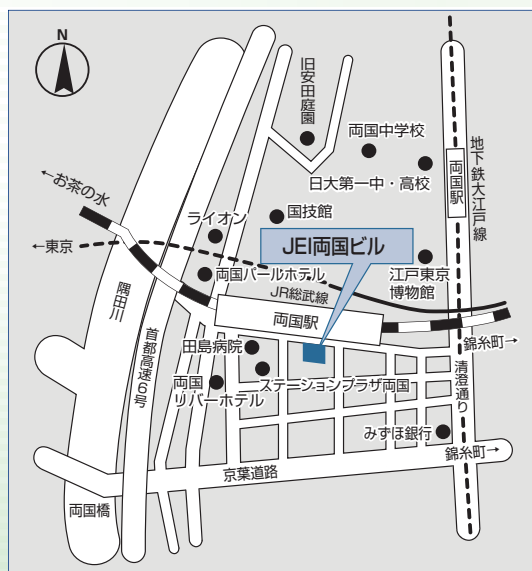 N
旧安田庭園
両国中学校
日大第一中・高校
両国駅
地下鉄大江戸線
←お茶の水
ライオン
国技館
JEI両国ビル
←東京
両国パールホテル
江戸東京
博物館
JR総武線
隅田川
両国駅
首都高速6号
田島病院
錦糸町→
両国
リバーホテル
ステーションプラザ両国
清澄通り
みずほ銀行
錦糸町→
京葉道路
両国橋